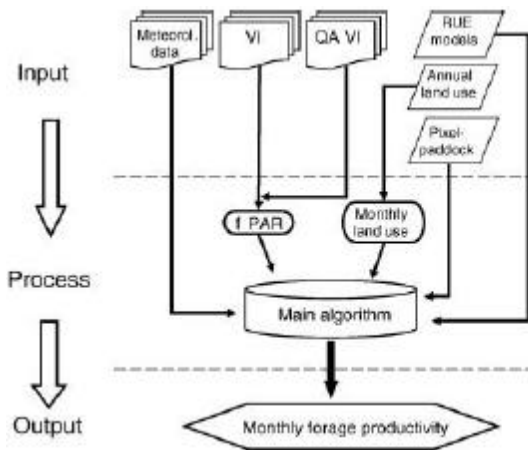 Meteorol.
data
VI
QA VI
RUE
models
Input
Annual
land use
Pixel-
paddock
f PAR
Monthly
land use
Process
Main algorithm
Output
Monthly forage productivity